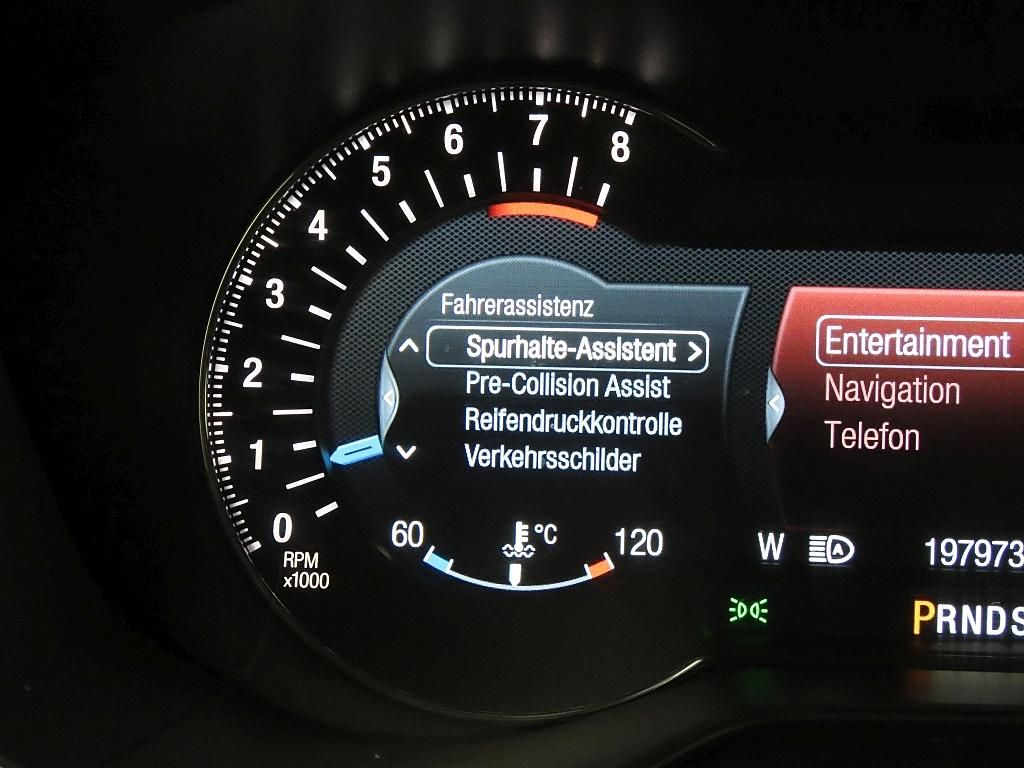 8
7
6
5
4
3
2
1
0
RPM
x1000
Fahrerassistenz
Spurhalte-Assistent
Pre-Collision Assist
Reifendruckkontrolle
Verkehrsschilder
60
°C
120
Entertainment
Navigation
Telefon
W
A
197973
PRNDS